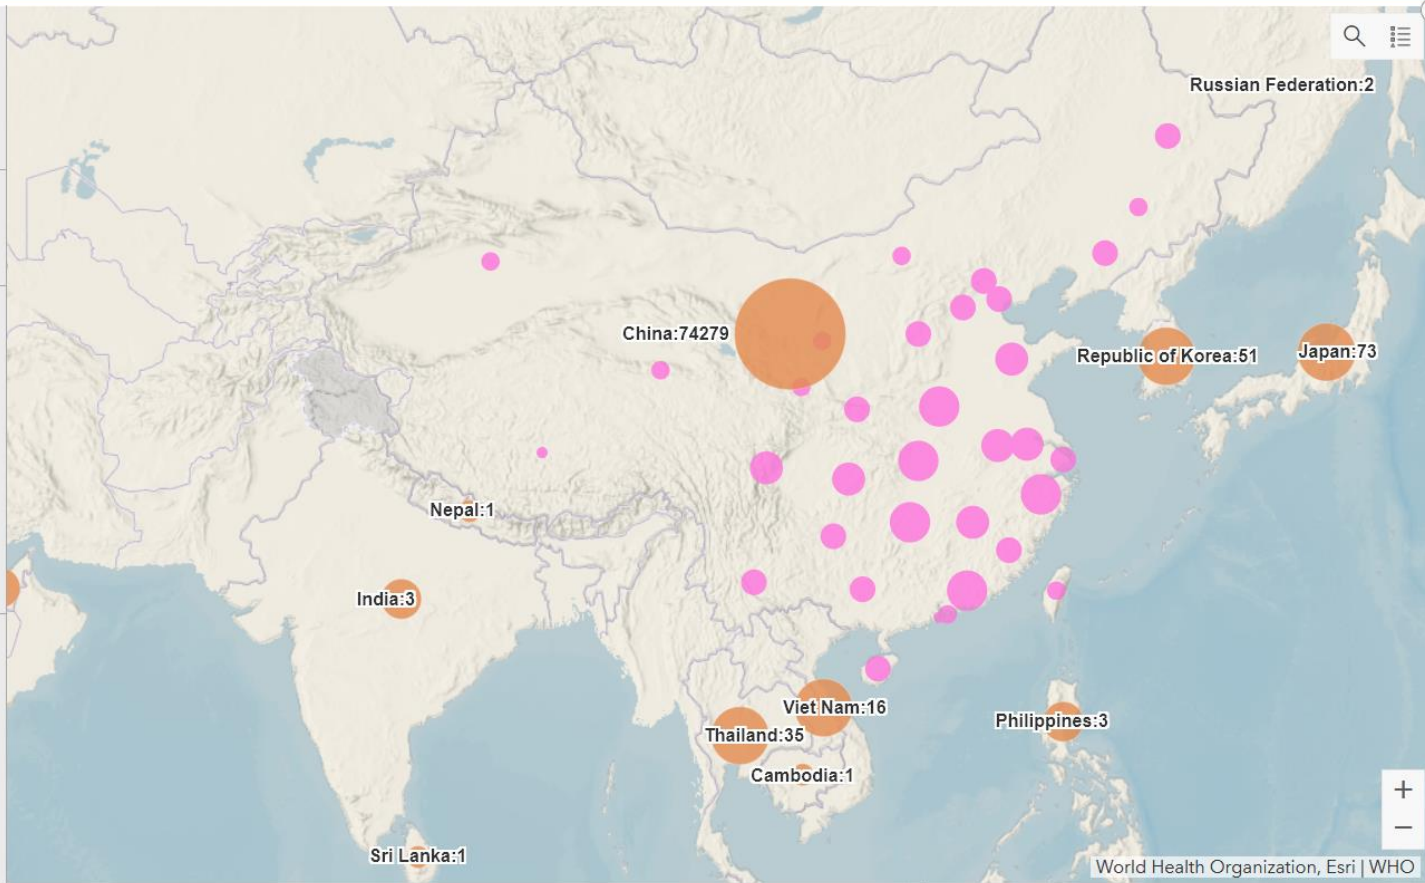 Russian Federation:2
China:74279
Republic of Korea:51
Japan:73
Nepal:1
India:3
Viet Nam:16
Philippines:3
Thailand:35
Cambodia:1
Sri Lanka:1
+
−
World Health Organization, Esri | WHO